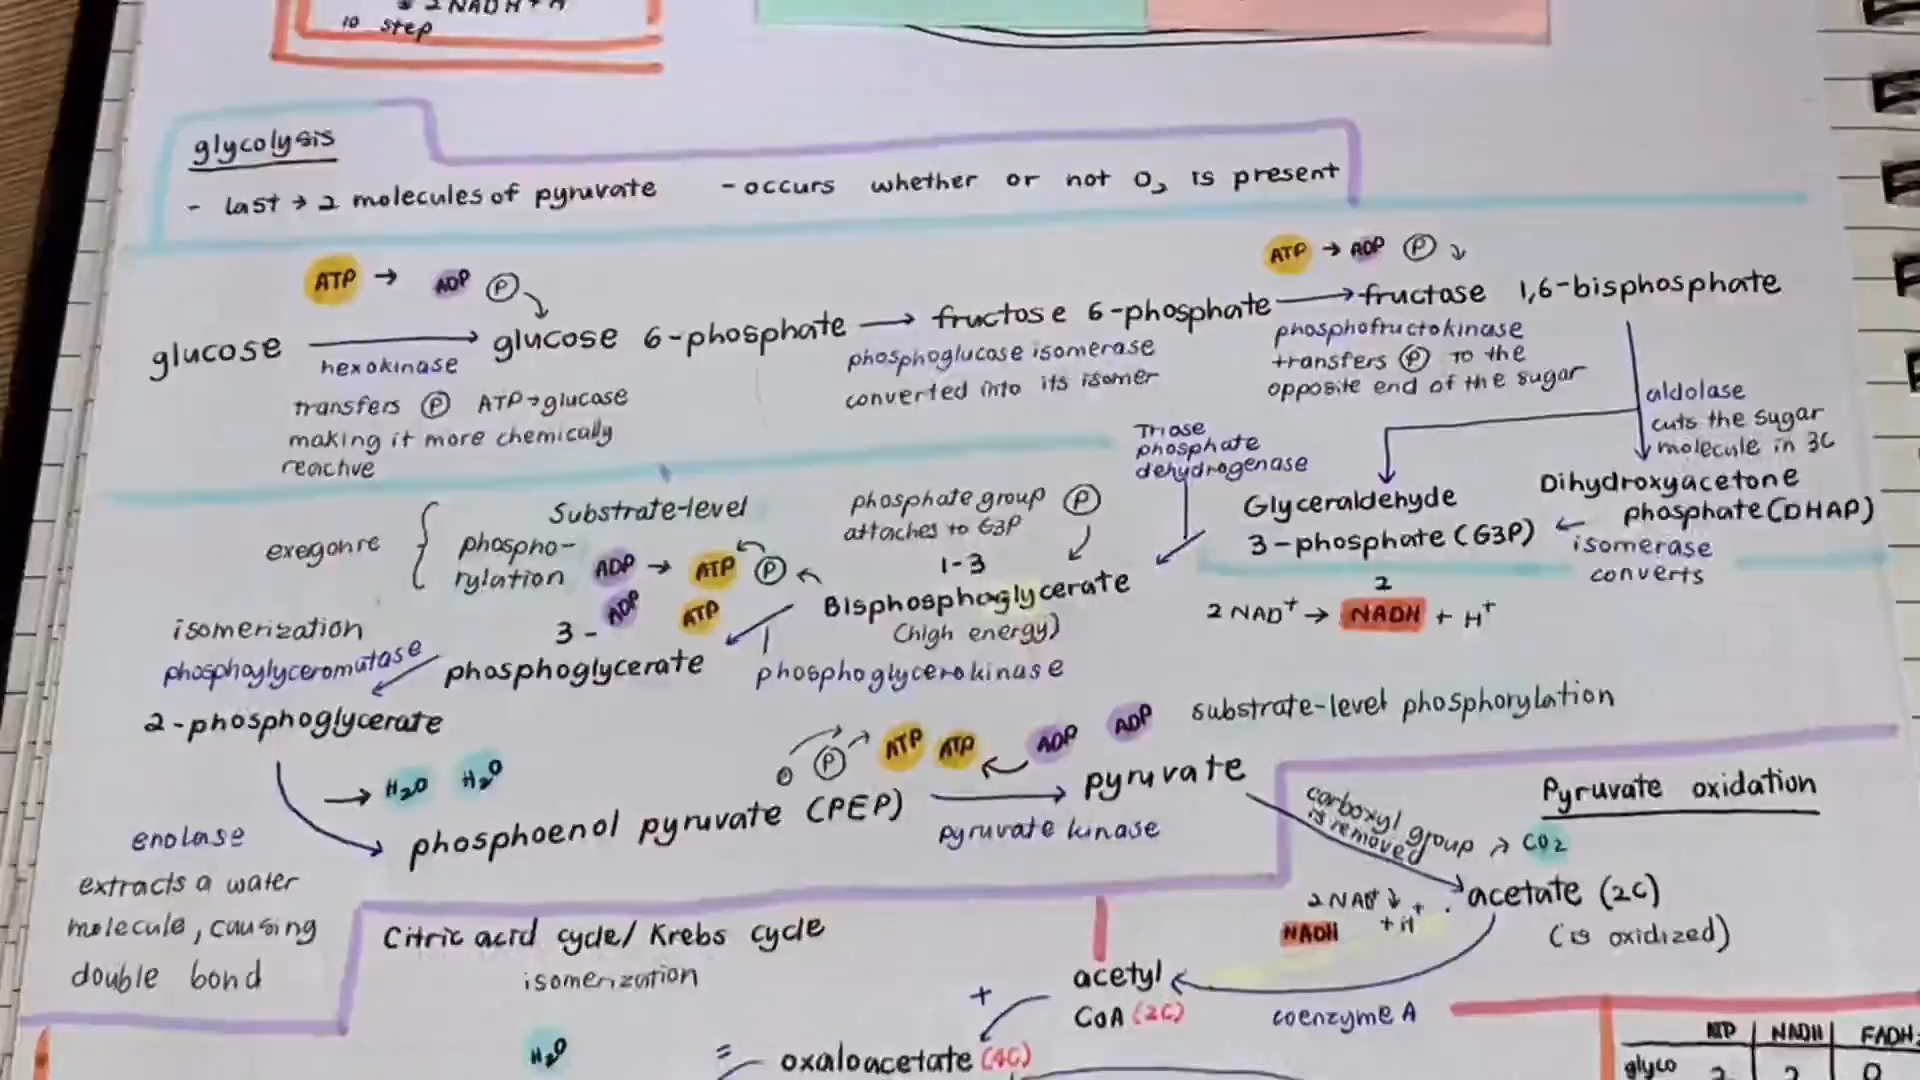 2 NADH + H
10 step
glycolysis
- last → 2 molecules of pyruvate - occurs whether or not O₂ is present
ATP → ADP P
ATP → ADP P
glucose → glucose 6-phosphate → fructose 6-phosphate → fructose 1,6-bisphosphate
hexokinase
transfers P ATP→glucose
making it more chemically
reactive
phosphoglucose isomerase
converted into its isomer
phosphofructokinase
transfers P to the
opposite end of the sugar
aldolase
cuts the sugar
molecule in 3C
Triose
phosphate
dehydrogenase
Glyceraldehyde
3-phosphate (G3P)
Dihydroxyacetone
phosphate (DHAP)
← isomerase
converts
2
2 NAD⁺ → NADH + H⁺
phosphate group P
attaches to G3P
1-3
Bisphosphoglycerate
(high energy)
phosphoglycerokinase
exegonre
Substrate-level
phospho-
rylation
ADP → ATP P
ADP ATP
3-
phosphoglycerate
isomerization
phosphoglyceromutase
2-phosphoglycerate
→ H₂O H₂O
enolase
extracts a water
molecule, causing
double bond
phosphoenol pyruvate (PEP) → pyruvate
P ATP ATP ADP ADP
substrate-level phosphorylation
pyruvate kinase
Pyruvate oxidation
carboxyl group → CO₂
is removed
acetate (2C)
(is oxidized)
2 NAD⁺ ↓
NADH + H⁺
coenzyme A
acetyl
CoA (2C)
Citric acid cycle/ Krebs cycle
isomerization
+
H₂O
= oxaloacetate (4C)
ATP NADH FADH₂
glyco 2 2 0